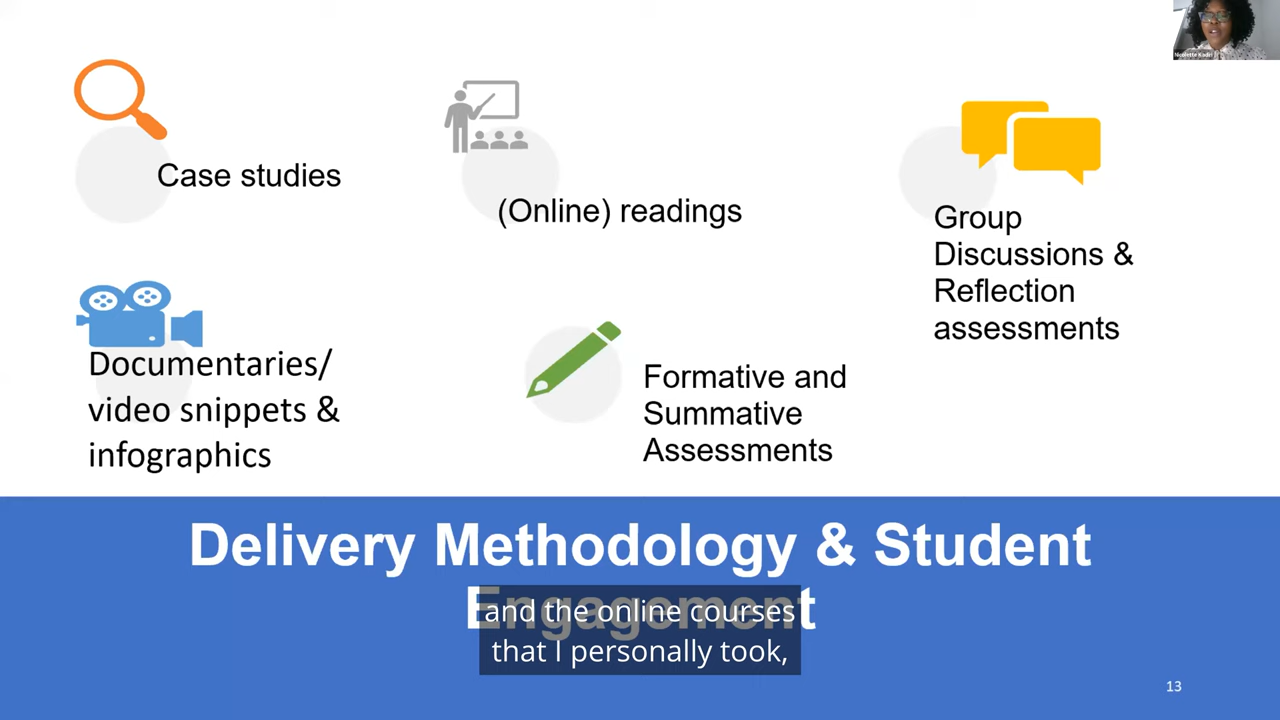 Case studies
(Online) readings
Group
Discussions &
Reflection
assessments
Documentaries/
video snippets &
infographics
Formative and
Summative
Assessments
Delivery Methodology & Student
Engagement
and the online courses
that I personally took,
13